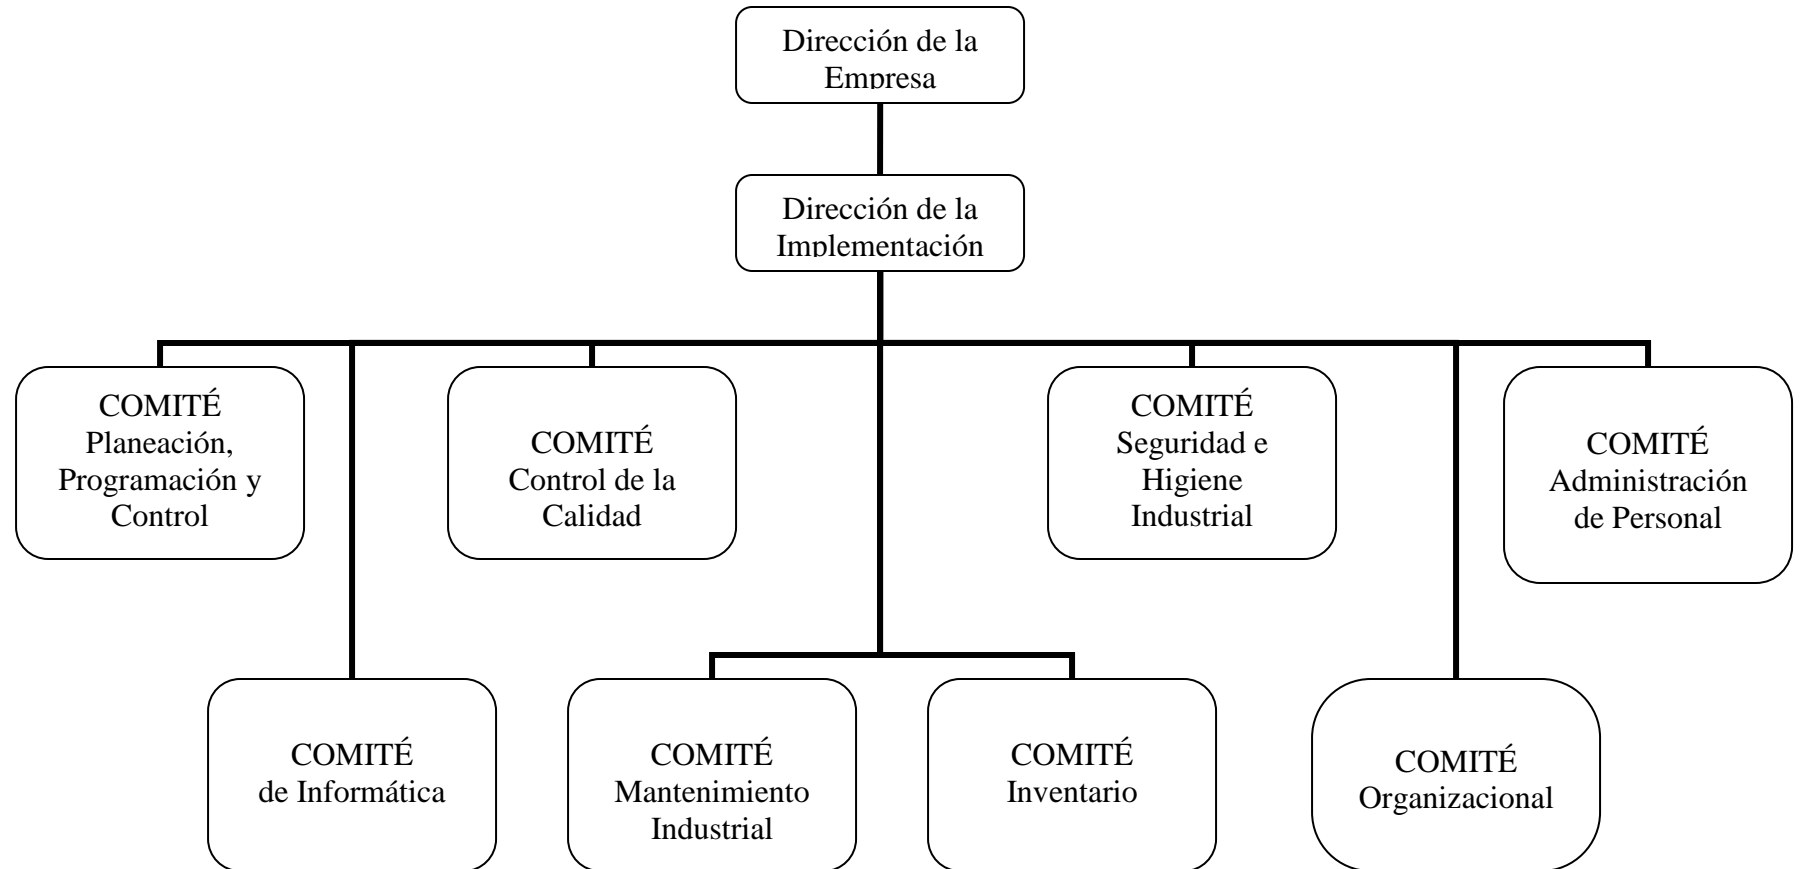 Dirección de la
Empresa
Dirección de la
Implementación
COMITÉ
Planeación,
Programación y
Control
COMITÉ
Control de la
Calidad
COMITÉ
Seguridad e
Higiene
Industrial
COMITÉ
Administración
de Personal
COMITÉ
de Informática
COMITÉ
Mantenimiento
Industrial
COMITÉ
Inventario
COMITÉ
Organizacional